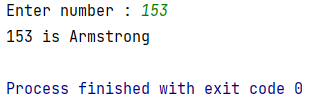 Enter number : 153
153 is Armstrong
Process finished with exit code 0